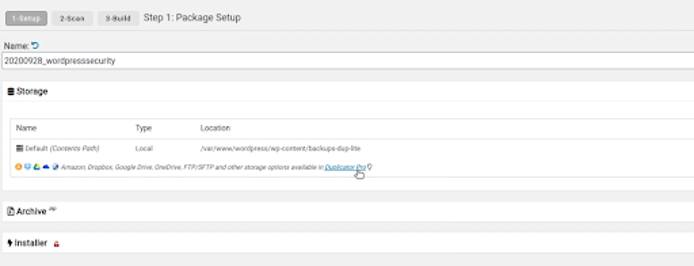 1-Setup 2-Scan 3-Build Step 1: Package Setup
Name:
20200928_wordpresssecurity
Storage
Name Type Location
Default (Contents Path) Local /var/www/wordpress/wp-content/backups-dup-lite
Amazon, Dropbox, Google Drive, OneDrive, FTP/SFTP and other storage options available in Duplicator Pro
Archive zip
Installer